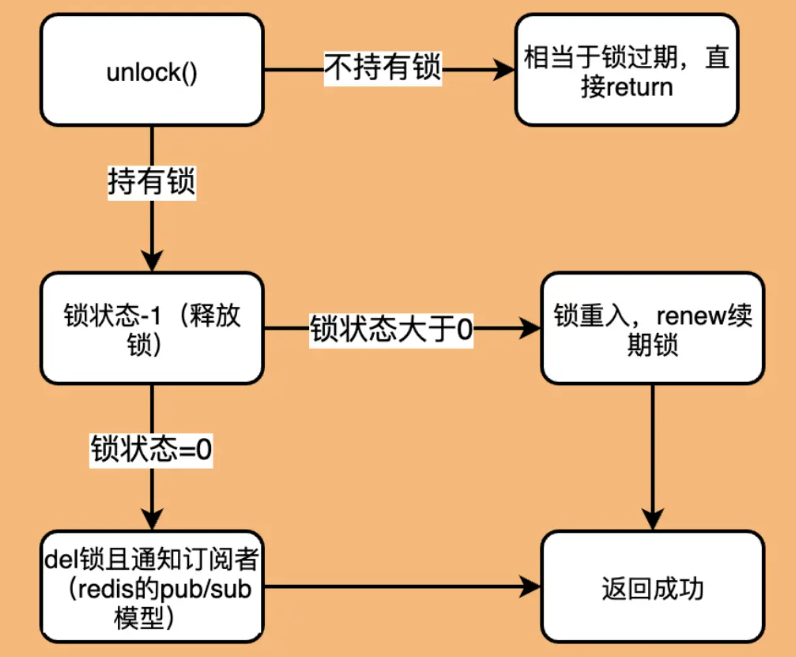 unlock()
不持有锁
相当于锁过期，直
接return
持有锁
锁状态-1（释放
锁）
锁状态大于0
锁重入，renew续
期锁
锁状态=0
del锁且通知订阅者
（redis的pub/sub
模型）
返回成功